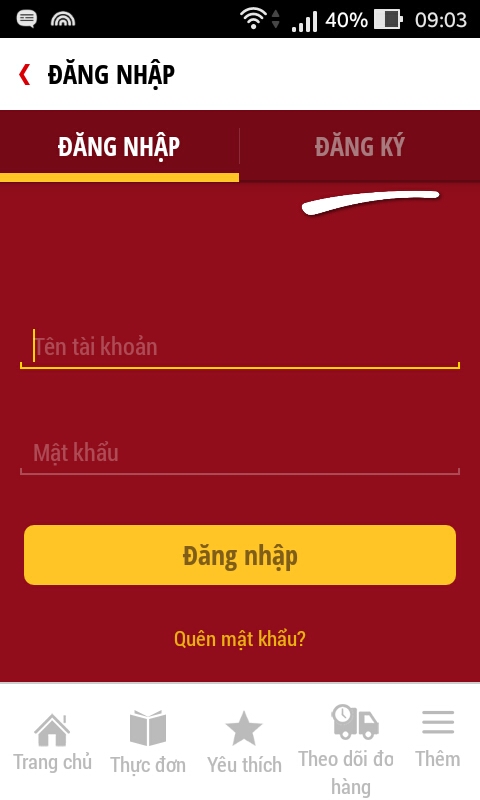 40% 09:03
ĐĂNG NHẬP
ĐĂNG NHẬP
ĐĂNG KÝ
Tên tài khoản
Mật khẩu
Đăng nhập
Quên mật khẩu?
Trang chủ
Thực đơn
Yêu thích
Theo dõi đơ
hàng
Thêm